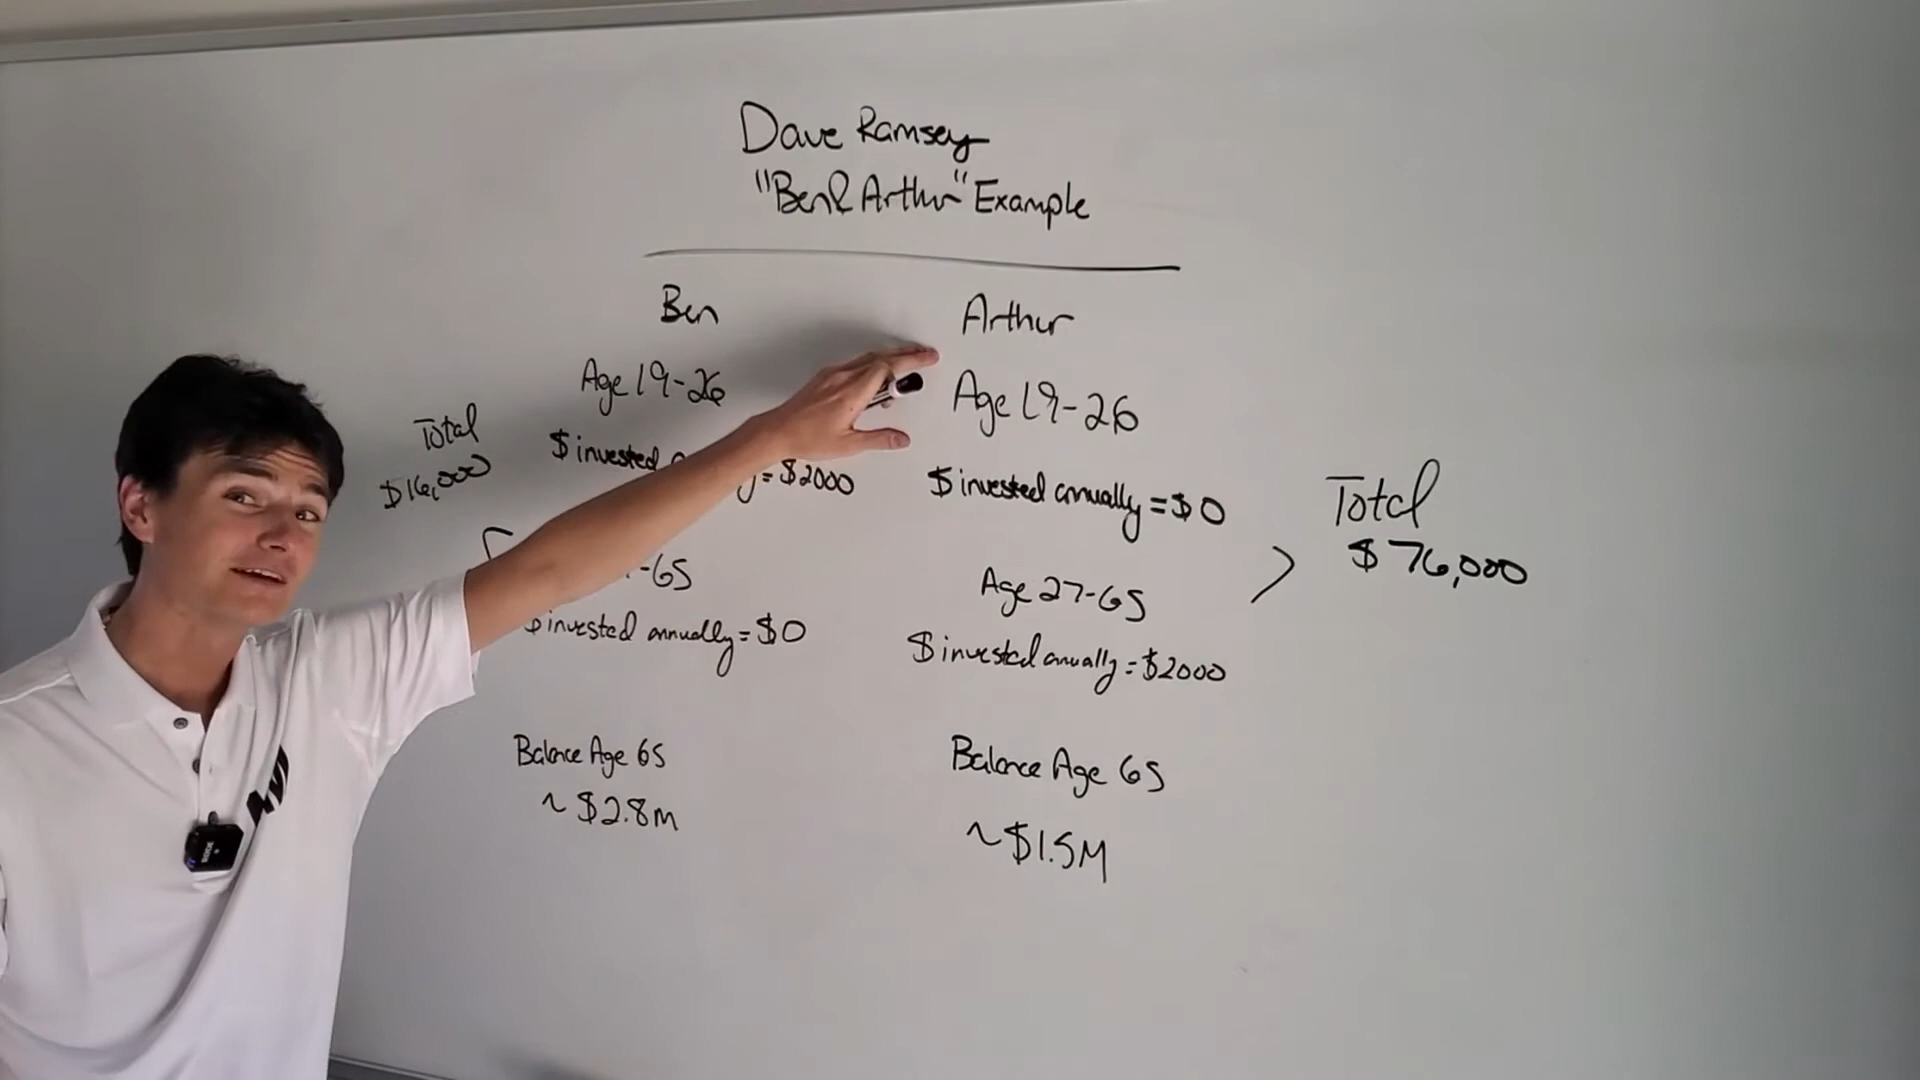 Dave Ramsey
"Ben & Arthur" Example
Ben
Age 19-26
Total
$16,000
$ invested
= $2000
-65
$ invested annually = $0
Balance Age 65
~ $2.8M
Arthur
Age 19-26
$ invested annually = $0
Age 27-65
$ invested annually = $2000
Total
$76,000
Balance Age 65
~ $1.5M
RODE